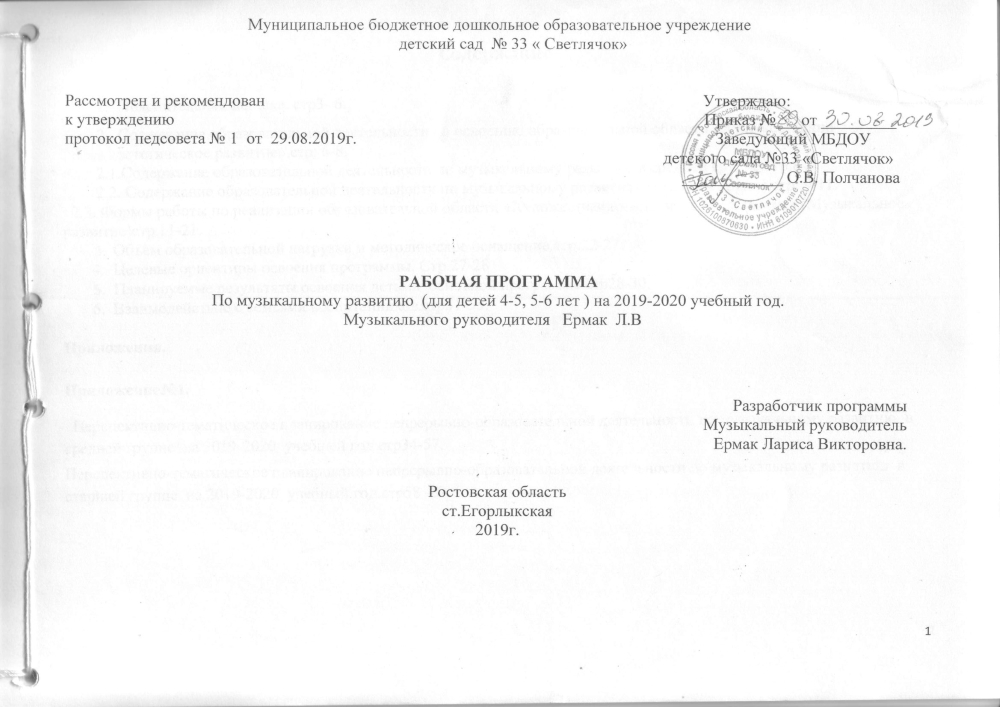 Муниципальное бюджетное дошкольное образовательное учреждение
детский сад № 33 « Светлячок»
Рассмотрен и рекомендован
к утверждению
протокол педсовета № 1 от 29.08.2019г.
Утверждаю:
Приказ № 89 от 30.08 2019
Заведующий МБДОУ
детского сада №33 «Светлячок»
О.В. Полчанова
РАБОЧАЯ ПРОГРАММА
По музыкальному развитию (для детей 4-5, 5-6 лет ) на 2019-2020 учебный год.
Музыкального руководителя Ермак Л.В
Разработчик программы
Музыкальный руководитель
Ермак Лариса Викторовна.
Ростовская область
ст.Егорлыкская
2019г.
1